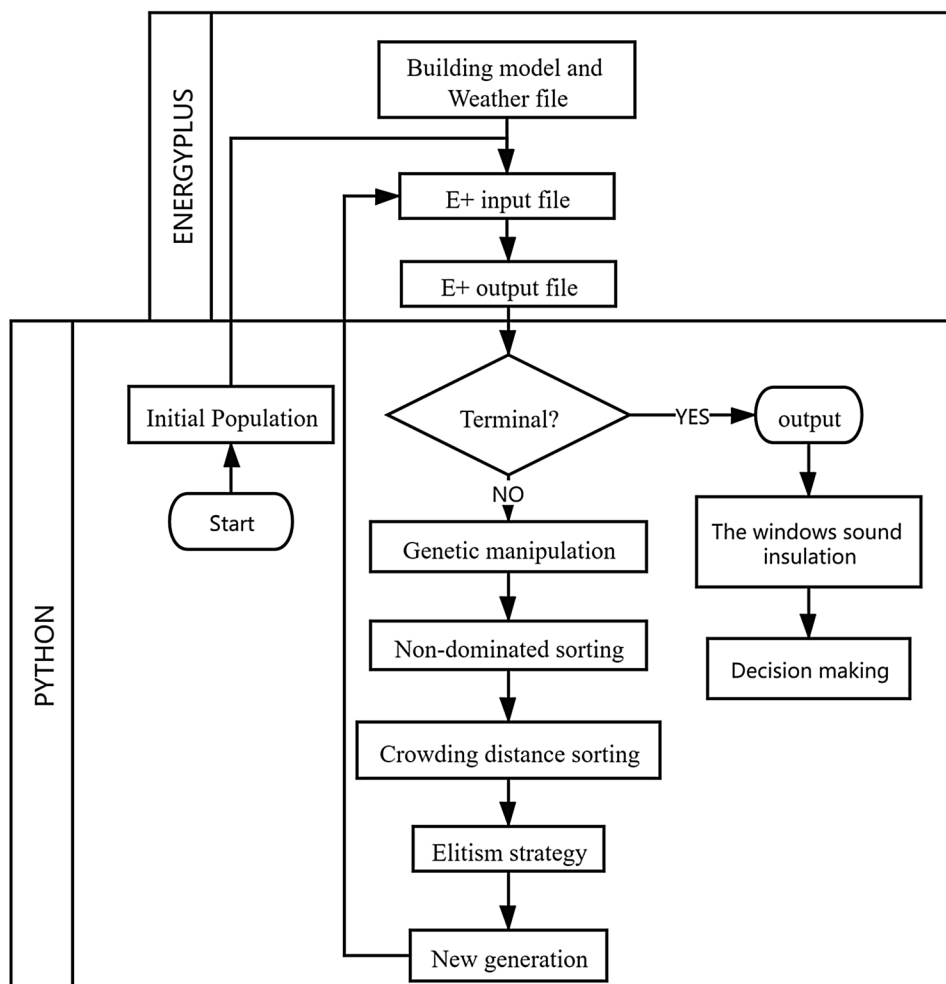 ENERGYPLUS
Building model and
Weather file
E+ input file
E+ output file
PYTHON
Initial Population
Start
Terminal?
YES
output
NO
The windows sound
insulation
Genetic manipulation
Decision making
Non-dominated sorting
Crowding distance sorting
Elitism strategy
New generation